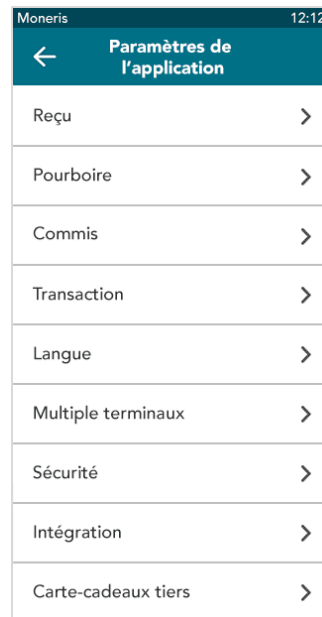 Moneris 12:12
Paramètres de
l'application
Reçu
Pourboire
Commis
Transaction
Langue
Multiple terminaux
Sécurité
Intégration
Carte-cadeaux tiers